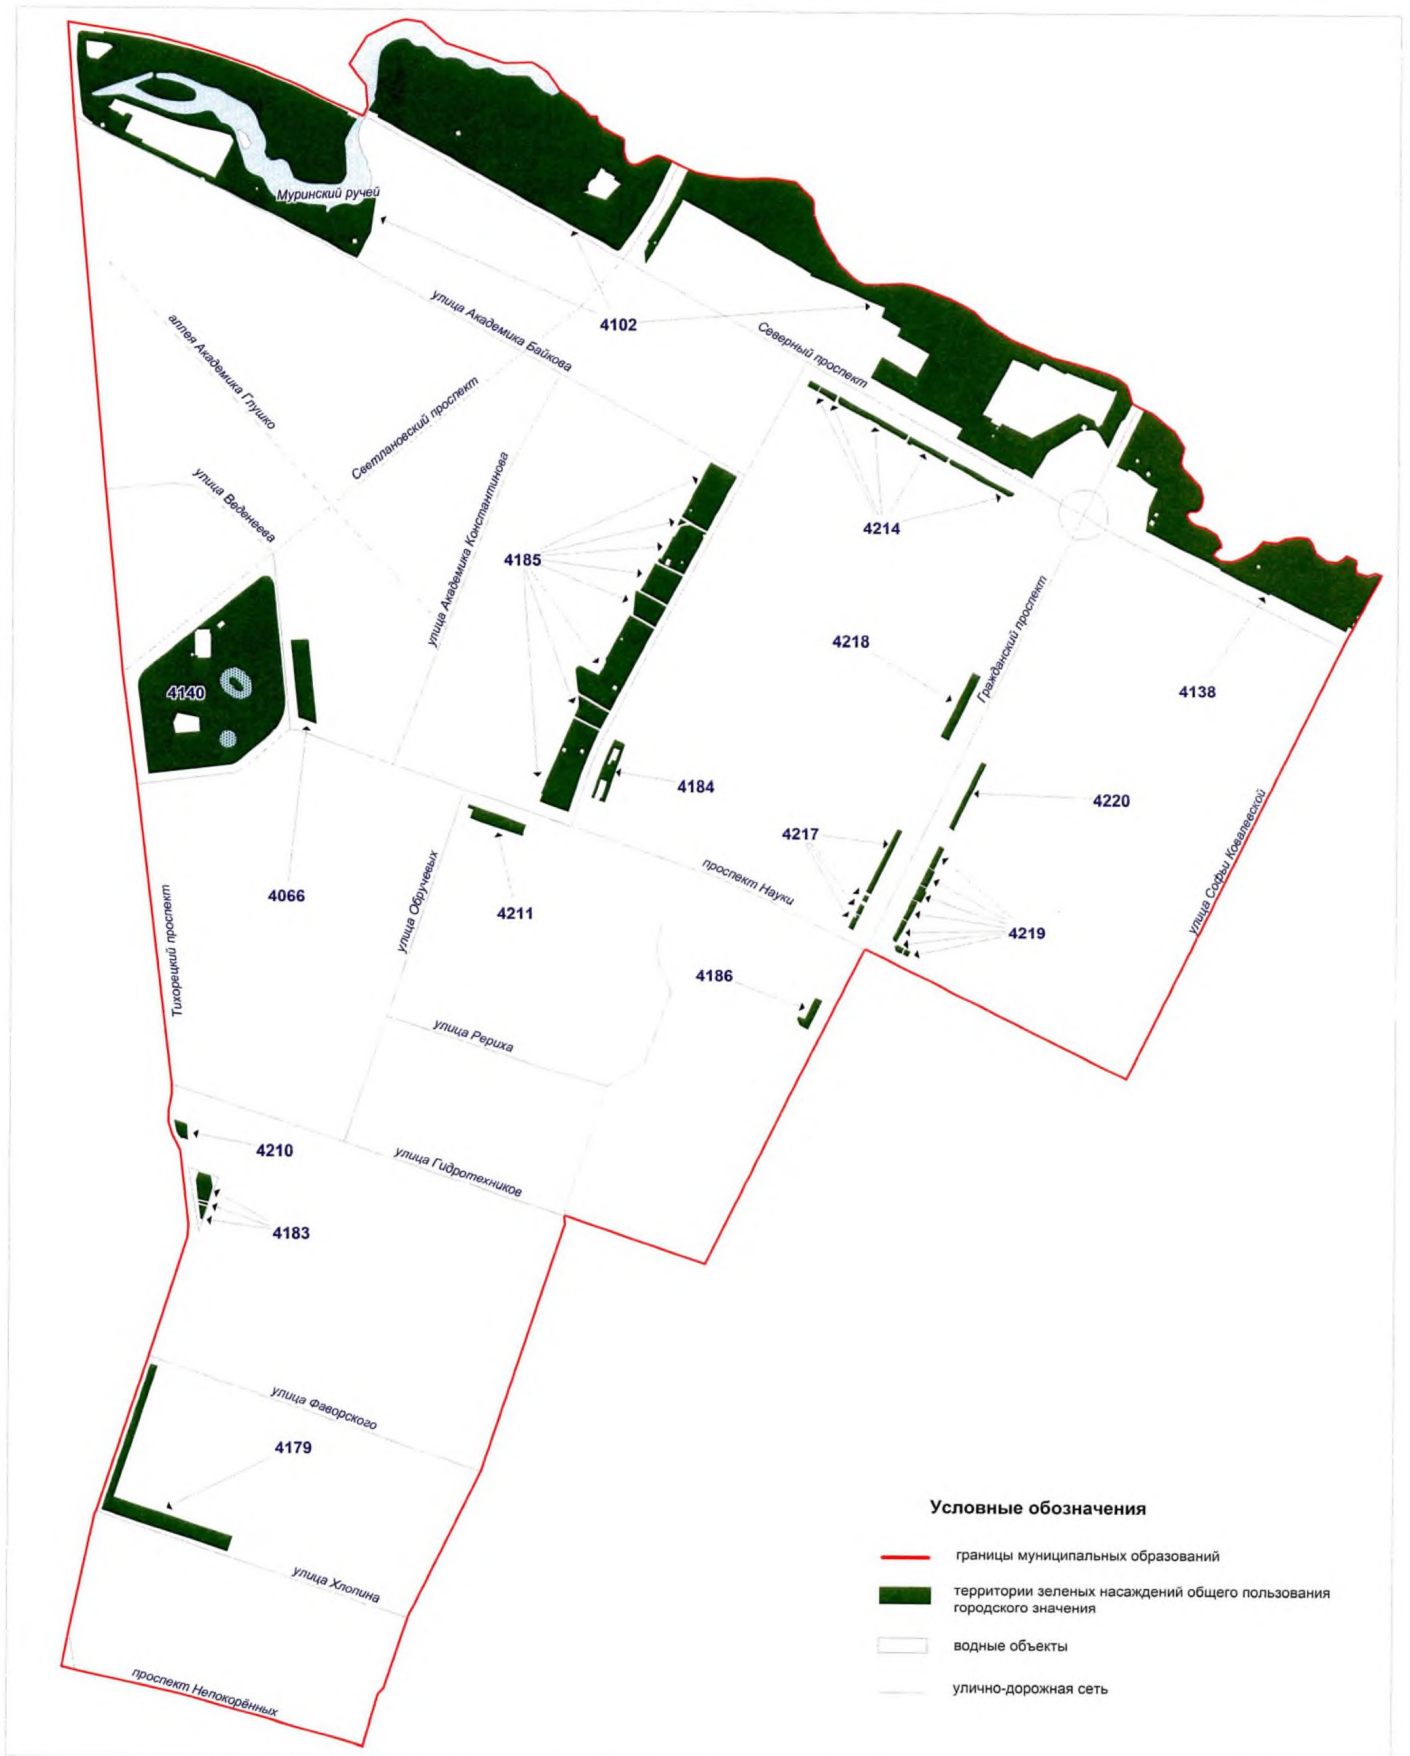 Муринский ручей
4102
улица Академика Байкова
Северный проспект
аллея Академика Глушко
Светлановский проспект
улица Академика Константинова
улица Веденеева
4214
4185
4218
Гражданский проспект
4138
4140
4184
4220
4217
проспект Науки
улица Софьи Ковалевской
4066
4211
улица Обручевых
Тихорецкий проспект
4219
4186
улица Рериха
4210
улица Гидротехников
4183
улица Фаворского
4179
улица Хлопина
проспект Непокорённых
Условные обозначения
границы муниципальных образований
территории зеленых насаждений общего пользования
городского значения
водные объекты
улично-дорожная сеть